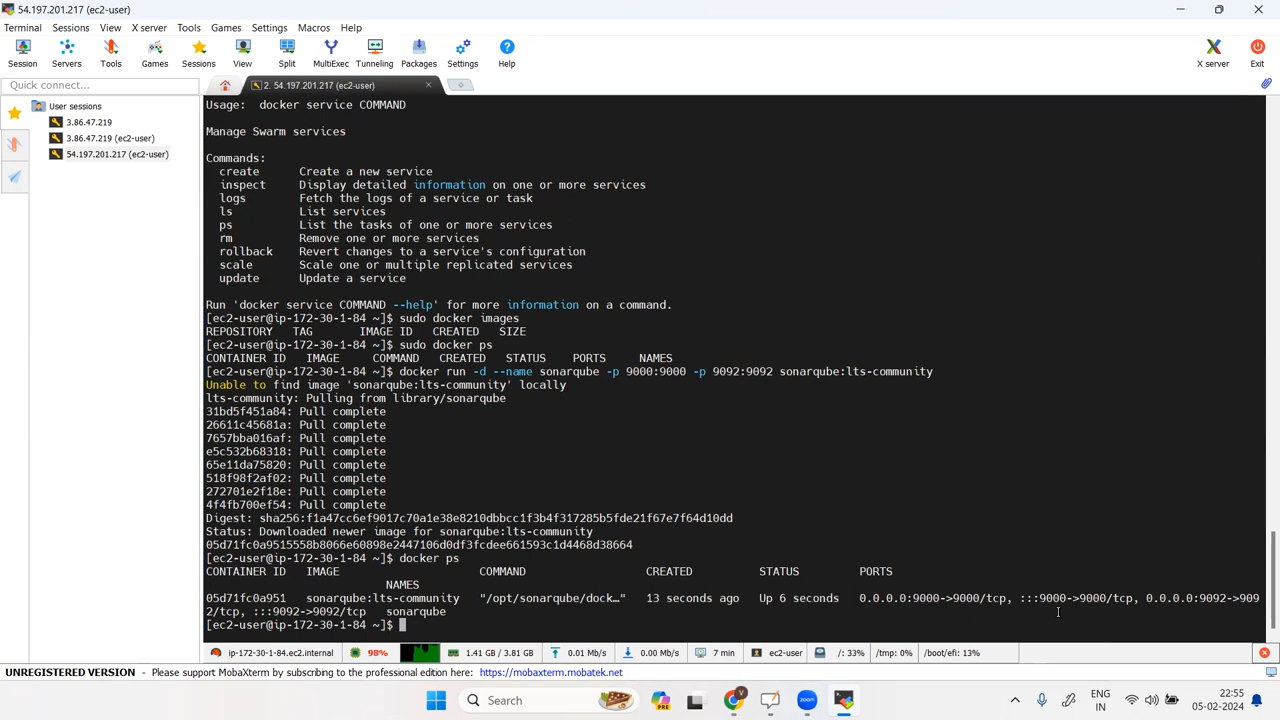 54.197.201.217 (ec2-user)
Terminal Sessions View X server Tools Games Settings Macros Help
Session Servers Tools Games Sessions View Split MultiExec Tunneling Packages Settings Help X server Exit
Quick connect...
2. 54.197.201.217 (ec2-user)
User sessions
3.86.47.219
3.86.47.219 (ec2-user)
54.197.201.217 (ec2-user)
Usage: docker service COMMAND
Manage Swarm services
Commands:
create Create a new service
inspect Display detailed information on one or more services
logs Fetch the logs of a service or task
ls List services
ps List the tasks of one or more services
rm Remove one or more services
rollback Revert changes to a service's configuration
scale Scale one or multiple replicated services
update Update a service
Run 'docker service COMMAND --help' for more information on a command.
[ec2-user@ip-172-30-1-84 ~]$ sudo docker images
REPOSITORY TAG IMAGE ID CREATED SIZE
[ec2-user@ip-172-30-1-84 ~]$ sudo docker ps
CONTAINER ID IMAGE COMMAND CREATED STATUS PORTS NAMES
[ec2-user@ip-172-30-1-84 ~]$ docker run -d --name sonarqube -p 9000:9000 -p 9092:9092 sonarqube:lts-community
Unable to find image 'sonarqube:lts-community' locally
lts-community: Pulling from library/sonarqube
31bd5f451a84: Pull complete
26611c45681a: Pull complete
7657bba016af: Pull complete
e5c532b68318: Pull complete
65e11da75820: Pull complete
518f98f2af02: Pull complete
272701e2f18e: Pull complete
4f4fb700ef54: Pull complete
Digest: sha256:f1a47cc6ef9017c70a1e38e8210dbbcc1f3b4f317285b5fde21f67e7f64d10dd
Status: Downloaded newer image for sonarqube:lts-community
05d71fc0a9515558b8066e60898e2447106d0df3fcdee661593c1d4468d38664
[ec2-user@ip-172-30-1-84 ~]$ docker ps
CONTAINER ID IMAGE COMMAND CREATED STATUS PORTS
NAMES
05d71fc0a951 sonarqube:lts-community "/opt/sonarqube/dock…" 13 seconds ago Up 6 seconds 0.0.0.0:9000->9000/tcp, :::9000->9000/tcp, 0.0.0.0:9092->909
2/tcp, :::9092->9092/tcp sonarqube
[ec2-user@ip-172-30-1-84 ~]$
ip-172-30-1-84.ec2.internal 98% 1.41 GB / 3.81 GB 0.01 Mb/s 0.00 Mb/s 7 min ec2-user /: 33% /tmp: 0% /boot/efi: 13%
UNREGISTERED VERSION - Please support MobaXterm by subscribing to the professional edition here: https://mobaxterm.mobatek.net
Search PRE V zoom ENG 22:55
IN 05-02-2024